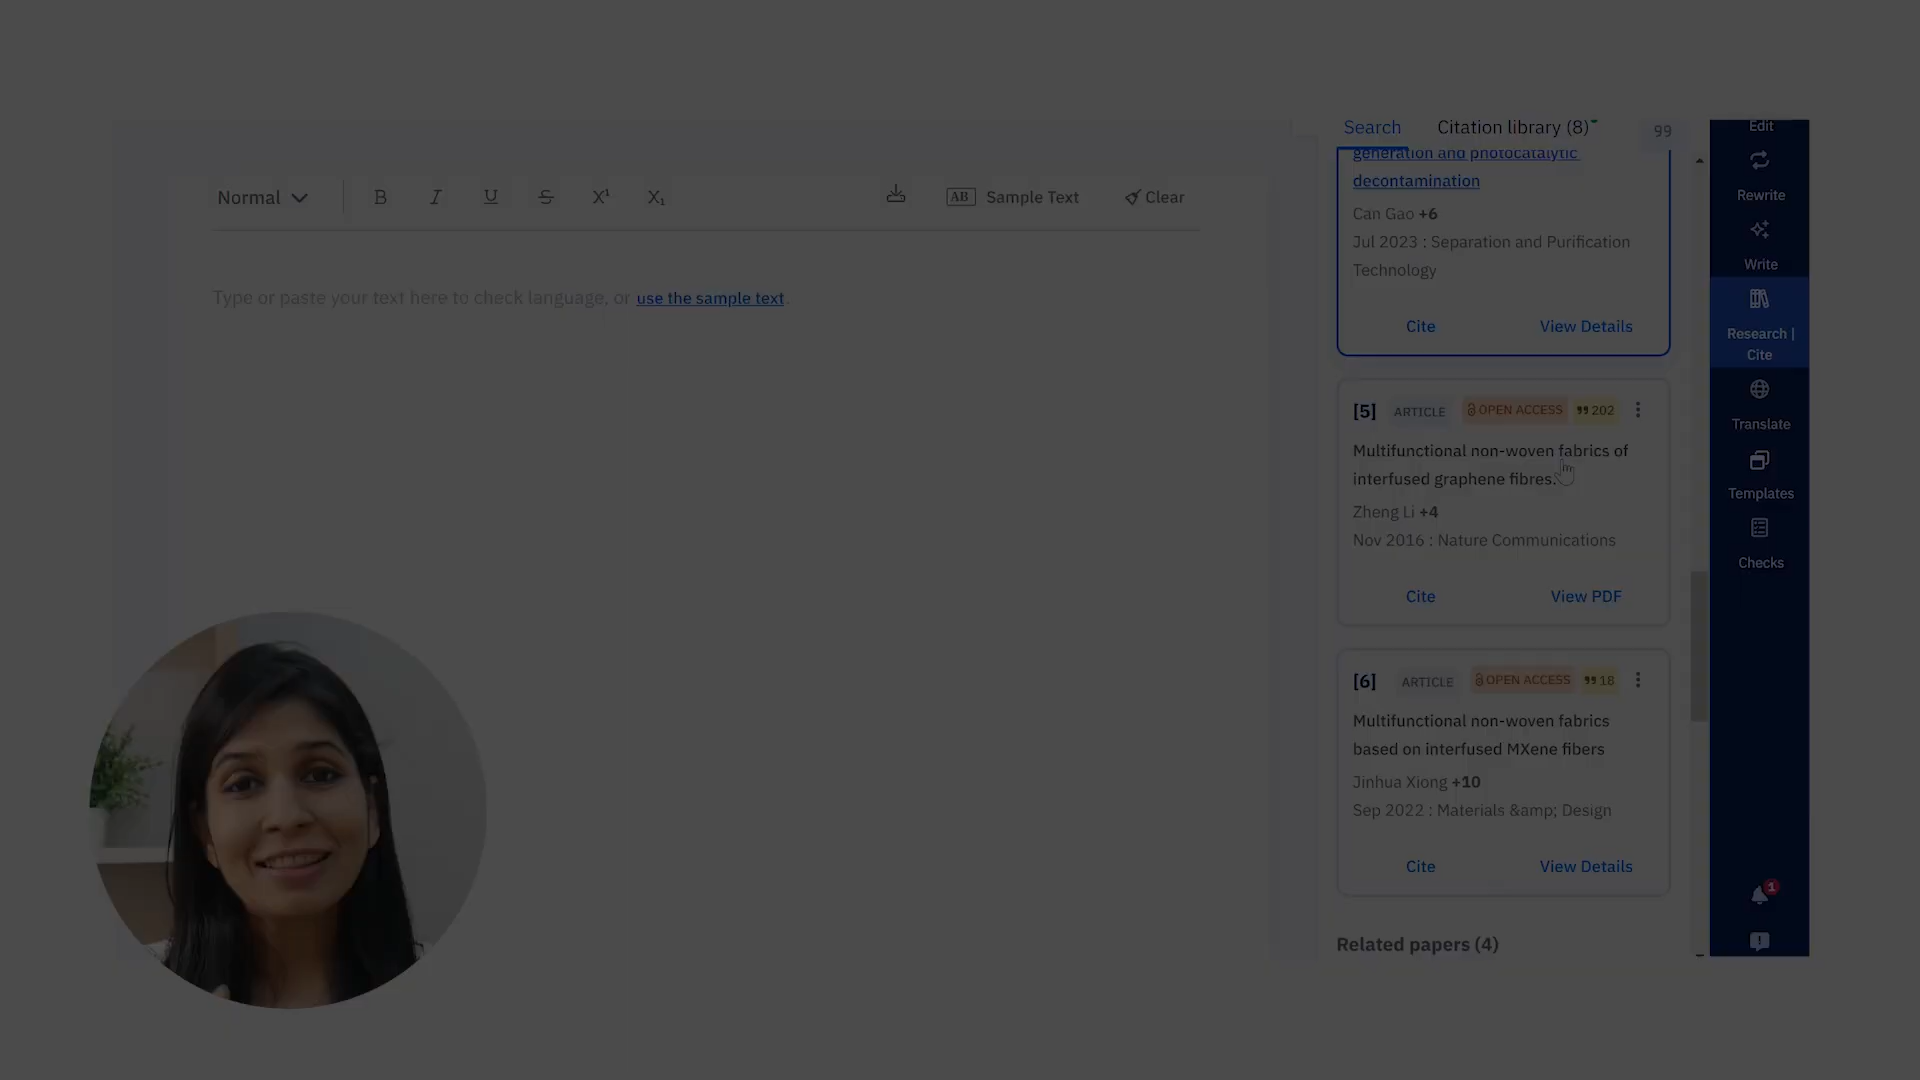 Normal
B
I
U
S
X¹
X₁
AB Sample Text
Clear
Type or paste your text here to check language, or use the sample text.
Search
Citation library (8)
99
generation and photocatalytic
decontamination
Can Gao +6
Jul 2023 : Separation and Purification
Technology
Cite
View Details
[5] ARTICLE OPEN ACCESS 202
Multifunctional non-woven fabrics of
interfused graphene fibres.
Zheng Li +4
Nov 2016 : Nature Communications
Cite
View PDF
[6] ARTICLE OPEN ACCESS 18
Multifunctional non-woven fabrics
based on interfused MXene fibers
Jinhua Xiong +10
Sep 2022 : Materials &amp; Design
Cite
View Details
Related papers (4)
Edit
Rewrite
Write
Research |
Cite
Translate
Templates
Checks
1